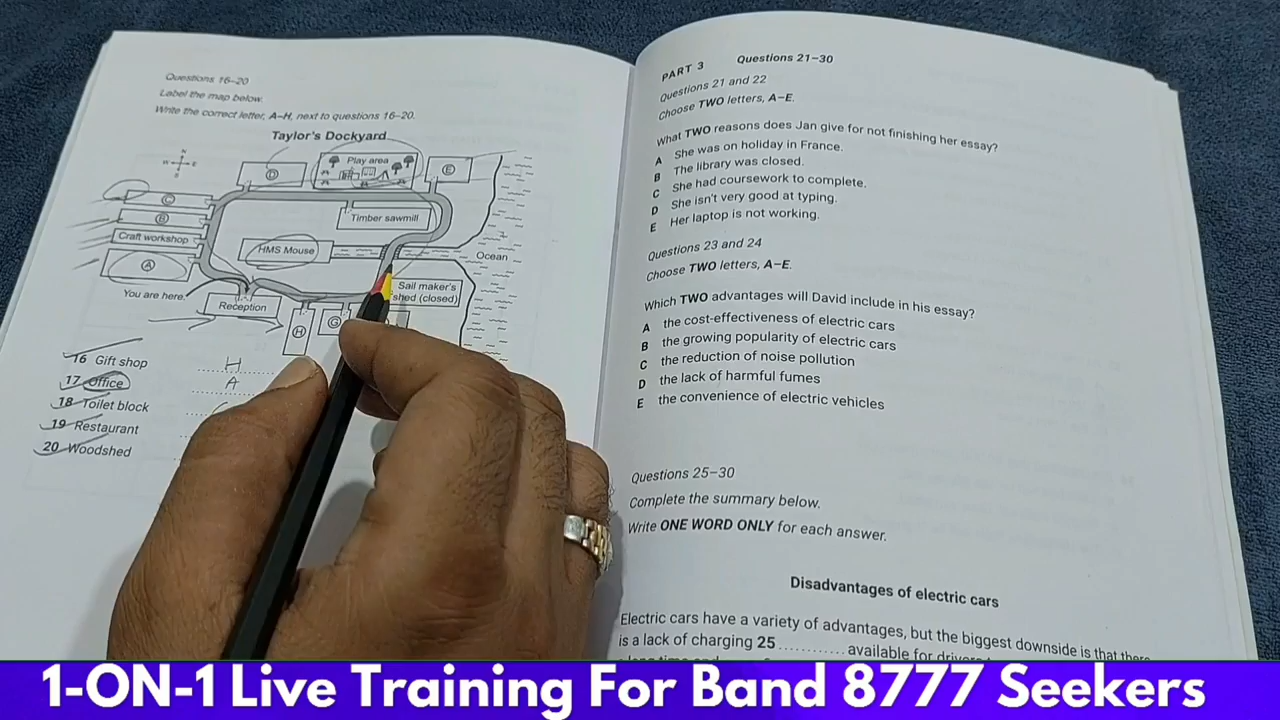 Questions 16–20
Label the map below.
Write the correct letter, A–H, next to questions 16–20.
Taylor's Dockyard
N
W E
S
D
Play area
E
C
B
Timber sawmill
Craft workshop
HMS Mouse
Ocean
A
Sail maker's
shed (closed)
You are here.
Reception
H
G
16 Gift shop H
17 Office A
18 Toilet block
19 Restaurant
20 Woodshed
PART 3 Questions 21–30
Questions 21 and 22
Choose TWO letters, A–E.
What TWO reasons does Jan give for not finishing her essay?
A She was on holiday in France.
B The library was closed.
C She had coursework to complete.
D She isn't very good at typing.
E Her laptop is not working.
Questions 23 and 24
Choose TWO letters, A–E.
Which TWO advantages will David include in his essay?
A the cost-effectiveness of electric cars
B the growing popularity of electric cars
C the reduction of noise pollution
D the lack of harmful fumes
E the convenience of electric vehicles
Questions 25–30
Complete the summary below.
Write ONE WORD ONLY for each answer.
Disadvantages of electric cars
Electric cars have a variety of advantages, but the biggest downside is that there
is a lack of charging 25 ............ available for
1-ON-1 Live Training For Band 8777 Seekers